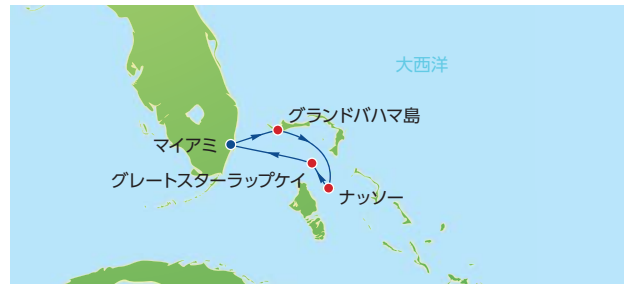 大西洋
グランドバハマ島
マイアミ
グレートスターラップケイ
ナッソー